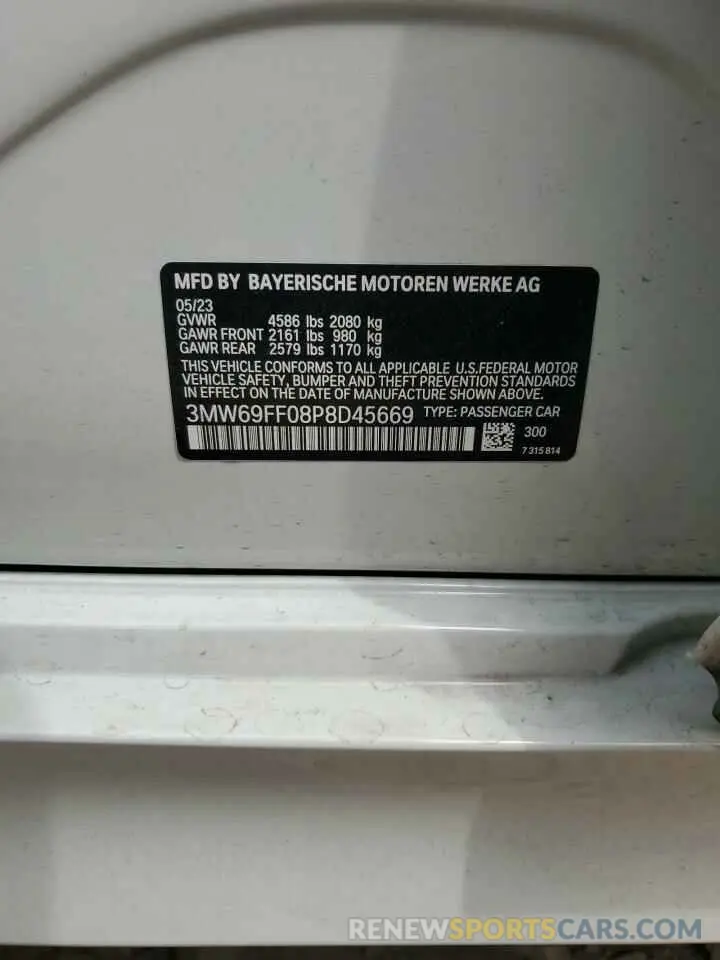 MFD BY BAYERISCHE MOTOREN WERKE AG
05/23
GVWR 4586 lbs 2080 kg
GAWR FRONT 2161 lbs 980 kg
GAWR REAR 2579 lbs 1170 kg
THIS VEHICLE CONFORMS TO ALL APPLICABLE U.S.FEDERAL MOTOR
VEHICLE SAFETY, BUMPER AND THEFT PREVENTION STANDARDS
IN EFFECT ON THE DATE OF MANUFACTURE SHOWN ABOVE.
3MW69FF08P8D45669 TYPE: PASSENGER CAR
300
7 315 814
RENEWSPORTSCARS.COM